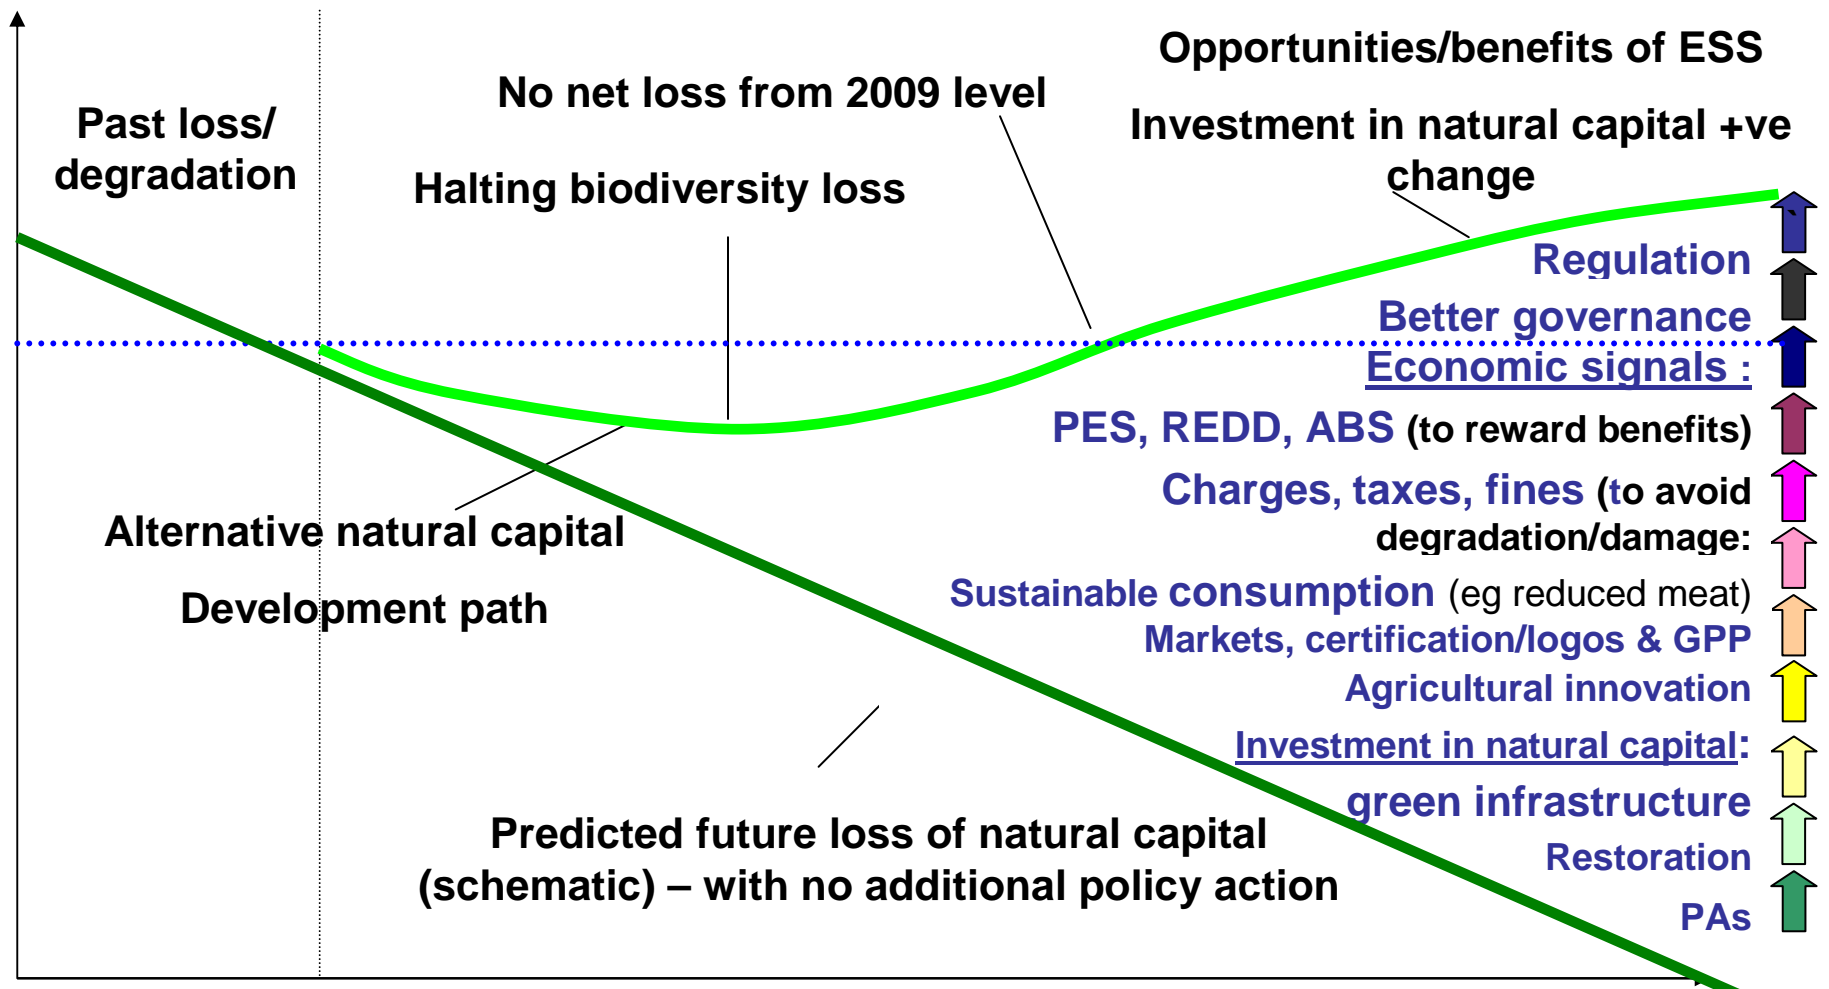 Opportunities/benefits of ESS
No net loss from 2009 level
Past loss/
degradation
Investment in natural capital +ve
change
Halting biodiversity loss
Regulation
Better governance
Economic signals :
PES, REDD, ABS (to reward benefits)
Charges, taxes, fines (to avoid
degradation/damage:
Alternative natural capital
Development path
Sustainable consumption (eg reduced meat)
Markets, certification/logos & GPP
Agricultural innovation
Investment in natural capital:
green infrastructure
Predicted future loss of natural capital
(schematic) – with no additional policy action
Restoration
PAs